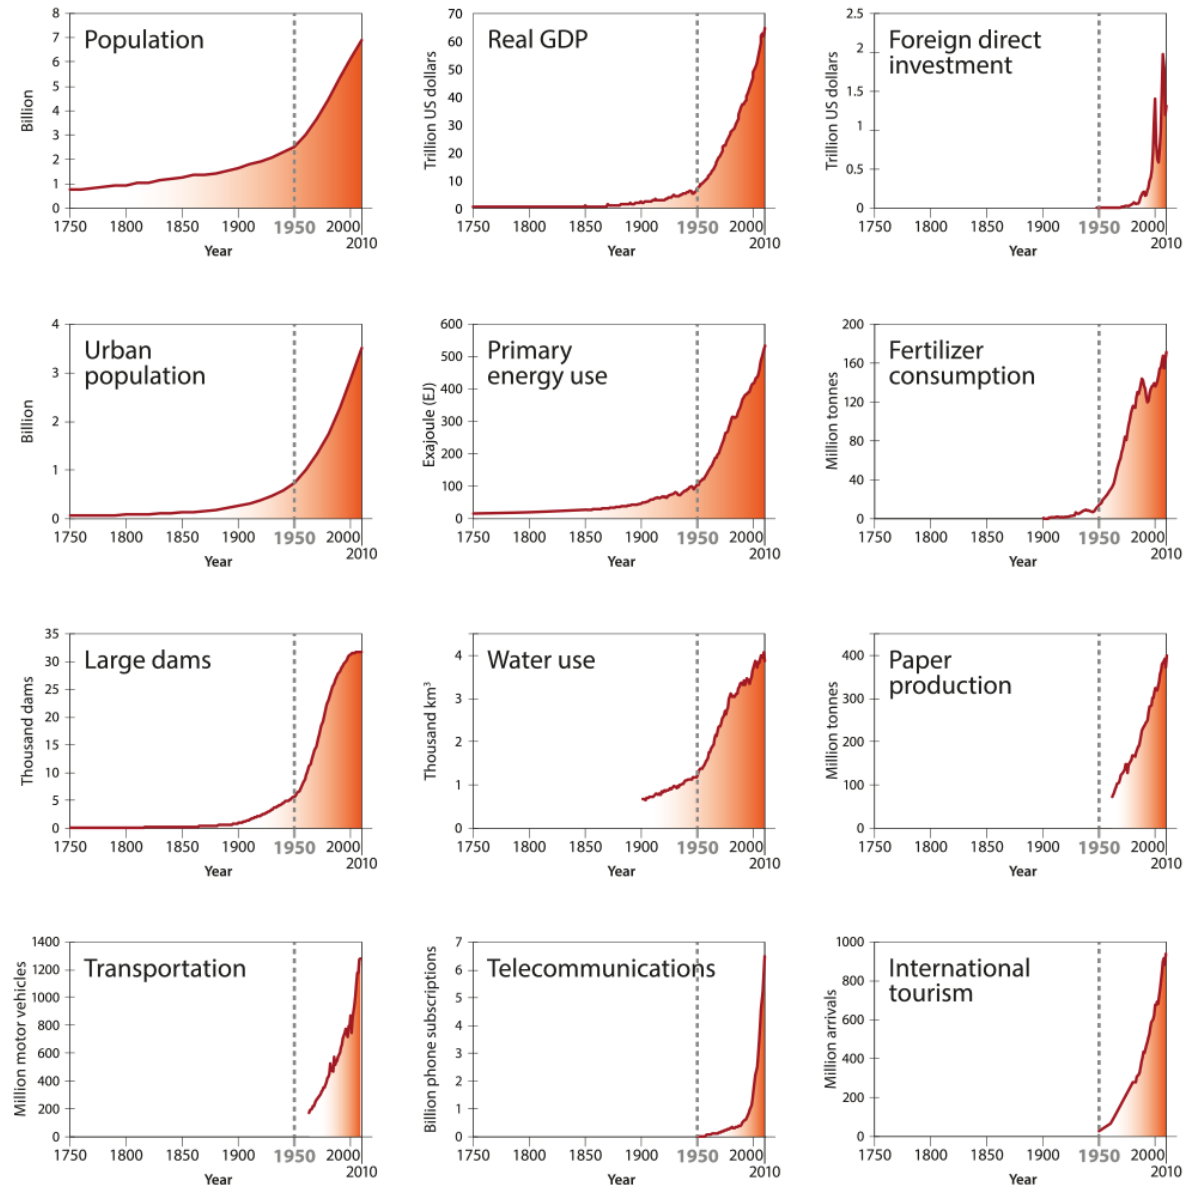 Population
Billion
8
7
6
5
4
3
2
1
0
1750 1800 1850 1900 1950 2000
2010
Year
Real GDP
Trillion US dollars
70
60
50
40
30
20
10
0
1750 1800 1850 1900 1950 2000
2010
Year
Foreign direct
investment
Trillion US dollars
2.5
2
1.5
1
0.5
0
1750 1800 1850 1900 1950 2000
2010
Year
Urban
population
Billion
4
3
2
1
0
1750 1800 1850 1900 1950 2000
2010
Year
Primary
energy use
Exajoule (EJ)
600
500
400
300
200
100
0
1750 1800 1850 1900 1950 2000
2010
Year
Fertilizer
consumption
Million tonnes
200
160
120
80
40
0
1750 1800 1850 1900 1950 2000
2010
Year
Large dams
Thousand dams
35
30
25
20
15
10
5
0
1750 1800 1850 1900 1950 2000
2010
Year
Water use
Thousand km³
4
3
2
1
0
1750 1800 1850 1900 1950 2000
2010
Year
Paper
production
Million tonnes
400
300
200
100
0
1750 1800 1850 1900 1950 2000
2010
Year
Transportation
Million motor vehicles
1400
1200
1000
800
600
400
200
0
1750 1800 1850 1900 1950 2000
2010
Year
Telecommunications
Billion phone subscriptions
7
6
5
4
3
2
1
0
1750 1800 1850 1900 1950 2000
2010
Year
International
tourism
Million arrivals
1000
800
600
400
200
0
1750 1800 1850 1900 1950 2000
2010
Year